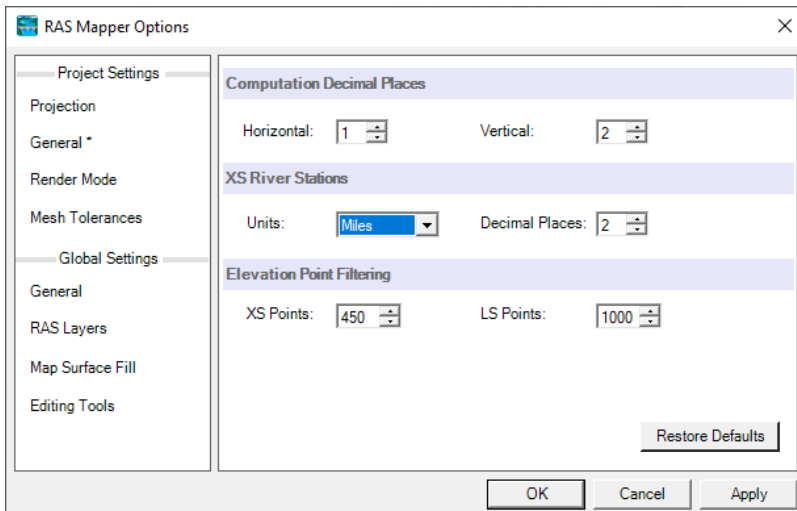 RAS Mapper Options
Project Settings
Projection
General *
Render Mode
Mesh Tolerances
Global Settings
General
RAS Layers
Map Surface Fill
Editing Tools
Computation Decimal Places
Horizontal: 1 Vertical: 2
XS River Stations
Units: Miles Decimal Places: 2
Elevation Point Filtering
XS Points: 450 LS Points: 1000
Restore Defaults
OK Cancel Apply